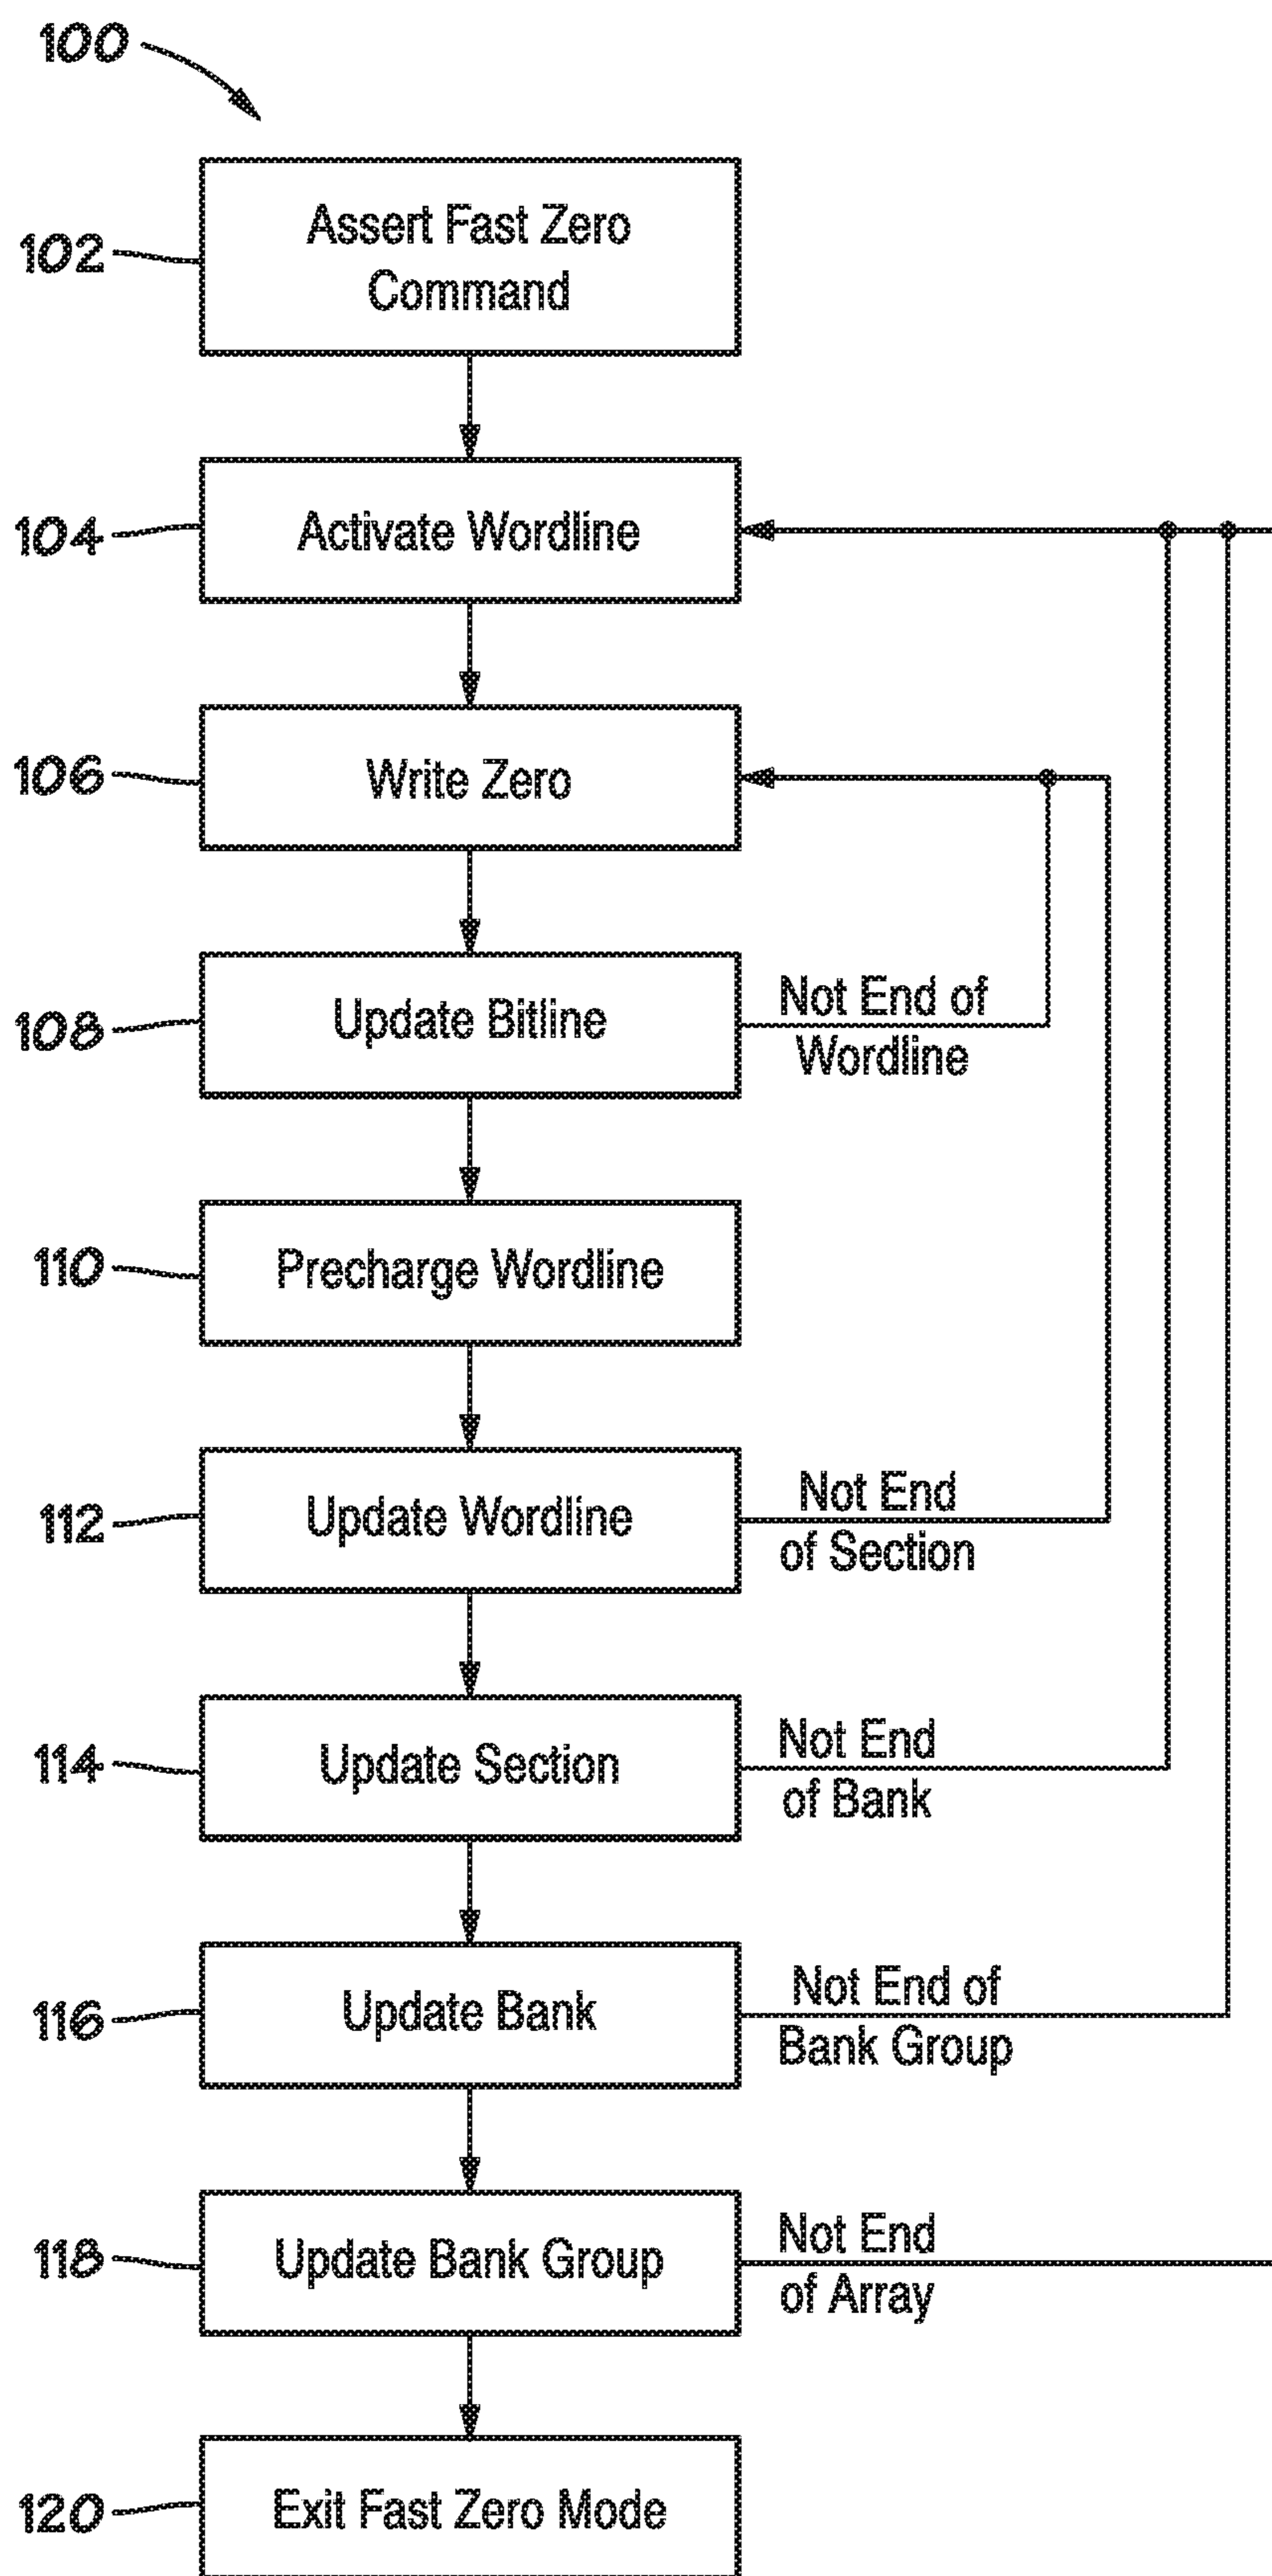 100
102
Assert Fast Zero
Command
104
Activate Wordline
106
Write Zero
108
Update Bitline
Not End of
Wordline
110
Precharge Wordline
112
Update Wordline
Not End
of Section
114
Update Section
Not End
of Bank
116
Update Bank
Not End of
Bank Group
118
Update Bank Group
Not End
of Array
120
Exit Fast Zero Mode